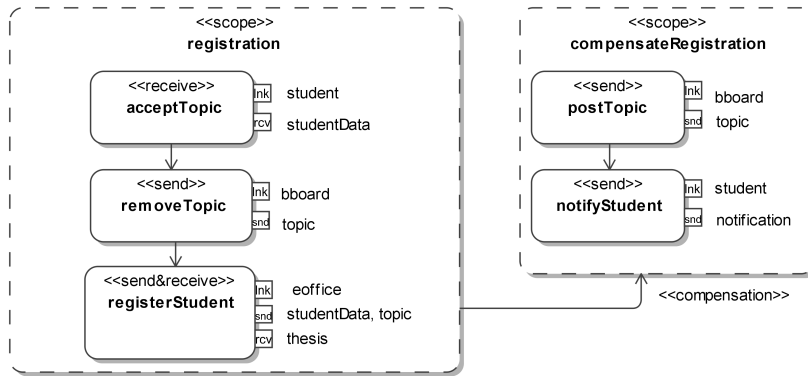 <<scope>>
registration
<<receive>>
acceptTopic
lnk student
rcv studentData
<<send>>
removeTopic
lnk bboard
snd topic
<<send&receive>>
registerStudent
lnk eoffice
snd studentData, topic
rcv thesis
<<scope>>
compensateRegistration
<<send>>
postTopic
lnk bboard
snd topic
<<send>>
notifyStudent
lnk student
snd notification
<<compensation>>